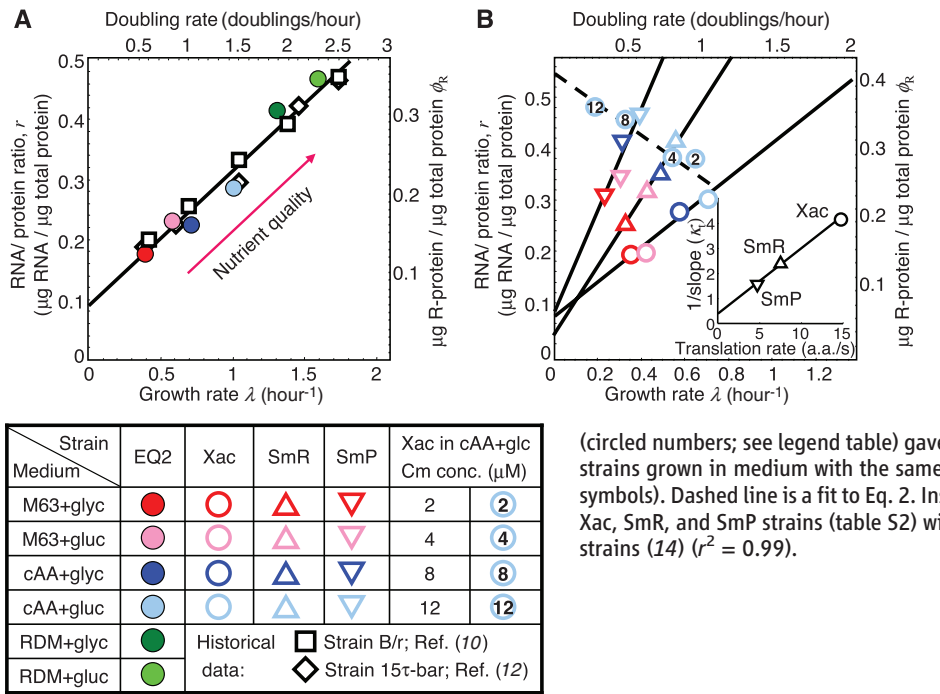 A
Doubling rate (doublings/hour)
0 0.5 1 1.5 2 2.5 3
RNA/ protein ratio, r
(μg RNA / μg total protein)
0.5
0.4
0.3
0.2
0.1
0
0.3
0.2
0.1
μg R-protein / μg total protein ϕR
Nutrient quality
0 0.5 1 1.5 2
Growth rate λ (hour-1)
B
Doubling rate (doublings/hour)
0 0.5 1 2
RNA/ protein ratio, r
(μg RNA / μg total protein)
0.5
0.4
0.3
0.2
0.1
0
0.4
0.3
0.2
0.1
μg R-protein / μg total protein ϕR
12
8
4
2
1/slope (κt)
4
3
2
1
0
Xac
SmR
SmP
0 5 10 15
Translation rate (a.a./s)
0 0.2 0.4 0.6 0.8 1 1.2
Growth rate λ (hour-1)
Strain
Medium
EQ2 Xac SmR SmP
Xac in cAA+glc
Cm conc. (μM)
M63+glyc 2 2
M63+gluc 4 4
cAA+glyc 8 8
cAA+gluc 12 12
RDM+glyc
RDM+gluc
Historical data:
Strain B/r; Ref. (10)
Strain 15τ-bar; Ref. (12)
(circled numbers; see legend table) gave
strains grown in medium with the same
symbols). Dashed line is a fit to Eq. 2. Ins
Xac, SmR, and SmP strains (table S2) wi
strains (14) (r2 = 0.99).